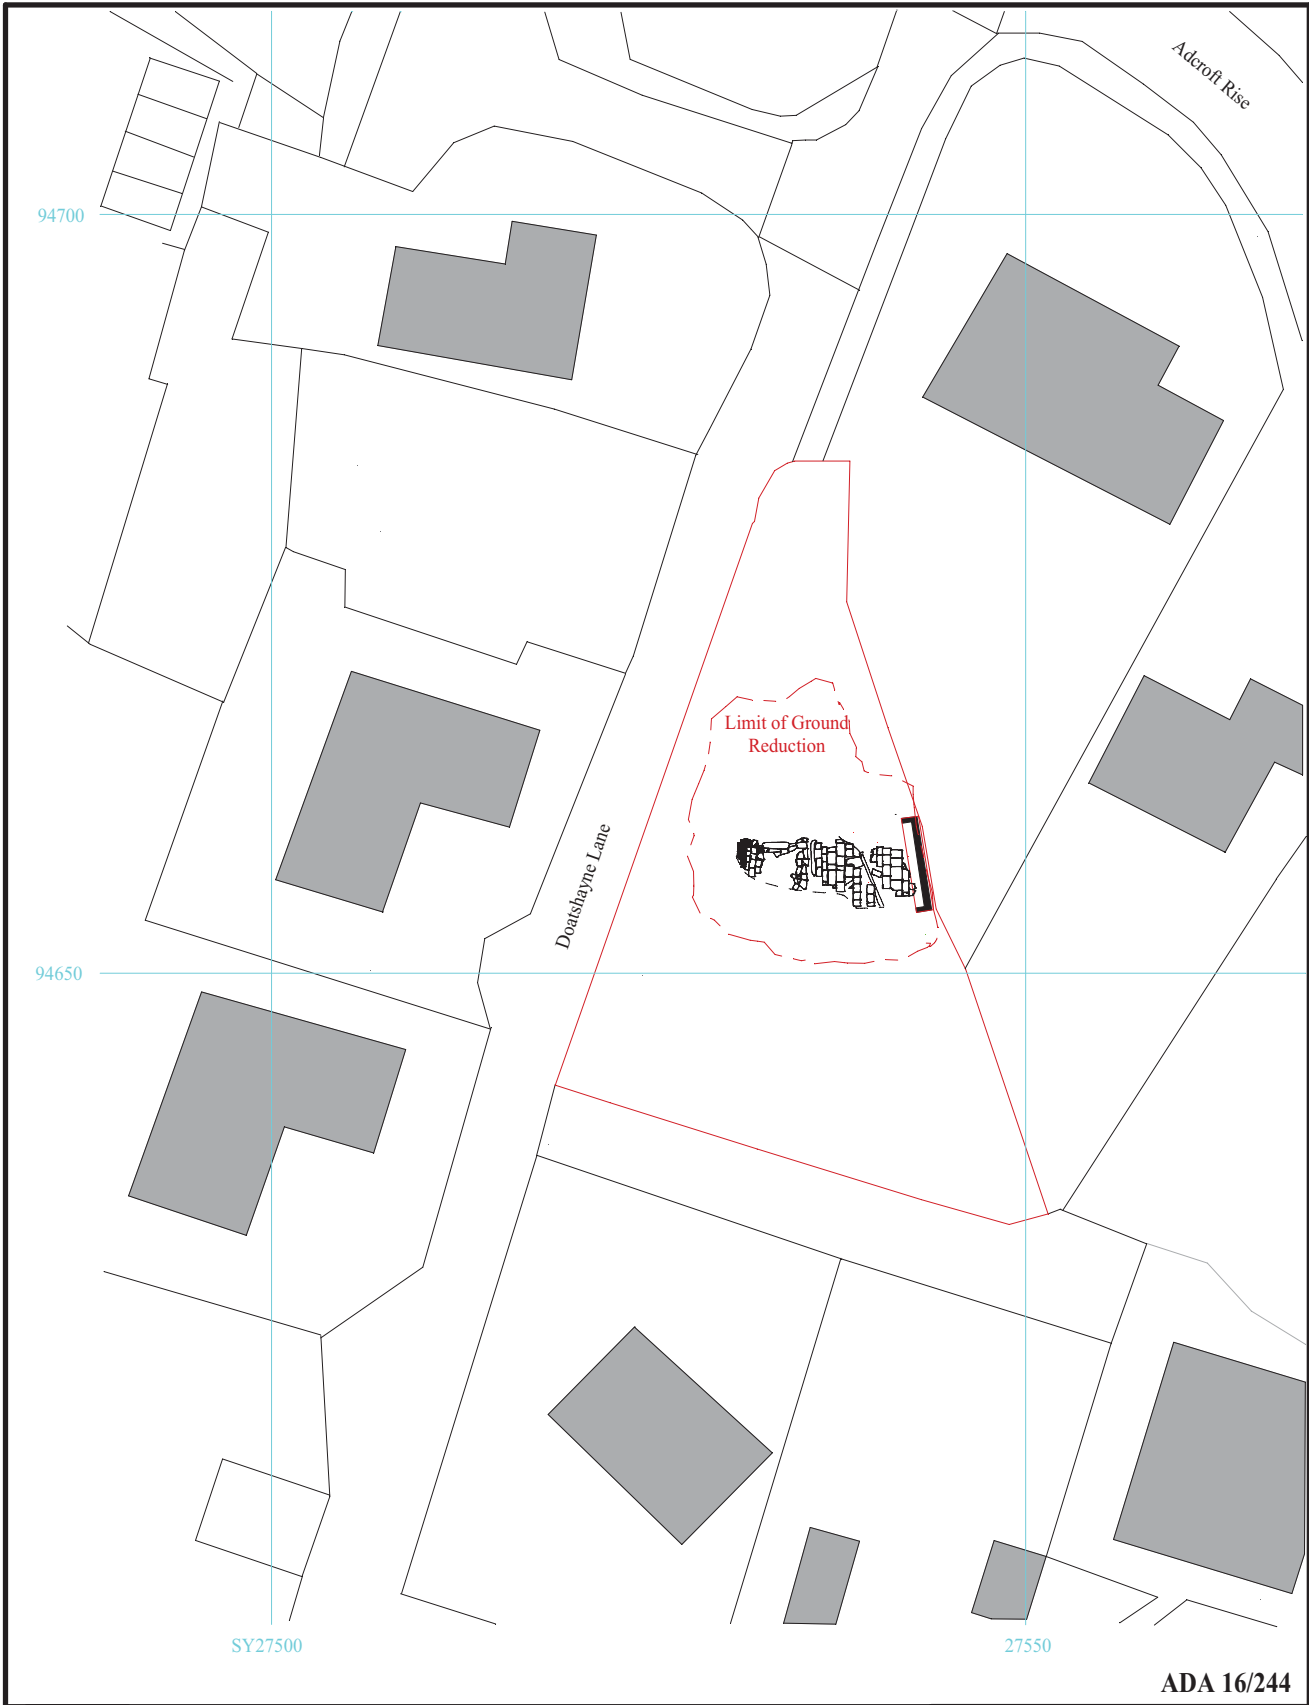 Adcroft Rise
94700
Limit of Ground
Reduction
Doatshayne Lane
94650
SY27500
27550
ADA 16/244